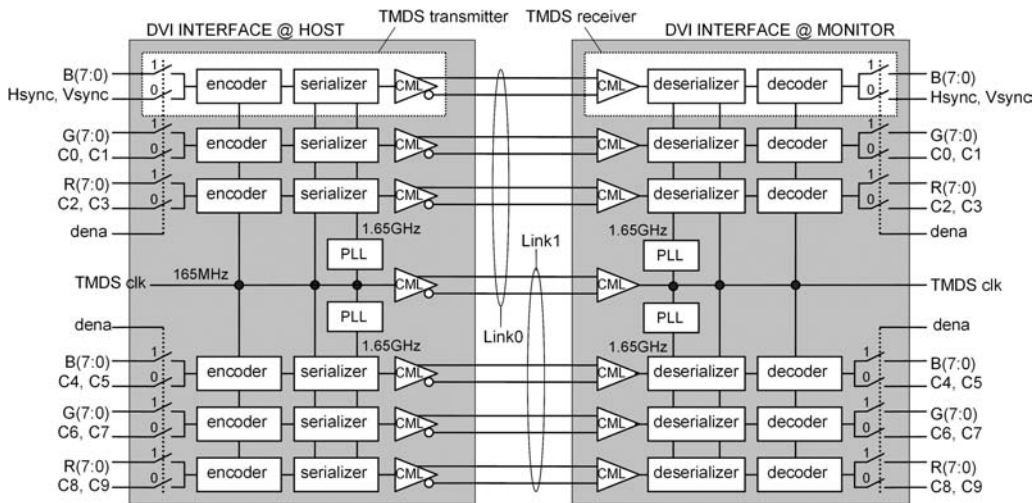 TMDS transmitter TMDS receiver
DVI INTERFACE @ HOST DVI INTERFACE @ MONITOR
B(7:0) 1 encoder serializer CML CML deserializer decoder 1 B(7:0)
Hsync, Vsync 0 0 Hsync, Vsync
G(7:0) 1 encoder serializer CML CML deserializer decoder 1 G(7:0)
C0, C1 0 0 C0, C1
R(7:0) 1 encoder serializer CML CML deserializer decoder 1 R(7:0)
C2, C3 0 0 C2, C3
dena 1.65GHz 1.65GHz dena
PLL Link1 PLL
TMDS clk 165MHz CML CML TMDS clk
PLL PLL
dena Link0 dena
1.65GHz 1.65GHz
B(7:0) 1 encoder serializer CML CML deserializer decoder 1 B(7:0)
C4, C5 0 0 C4, C5
G(7:0) 1 encoder serializer CML CML deserializer decoder 1 G(7:0)
C6, C7 0 0 C6, C7
R(7:0) 1 encoder serializer CML CML deserializer decoder 1 R(7:0)
C8, C9 0 0 C8, C9